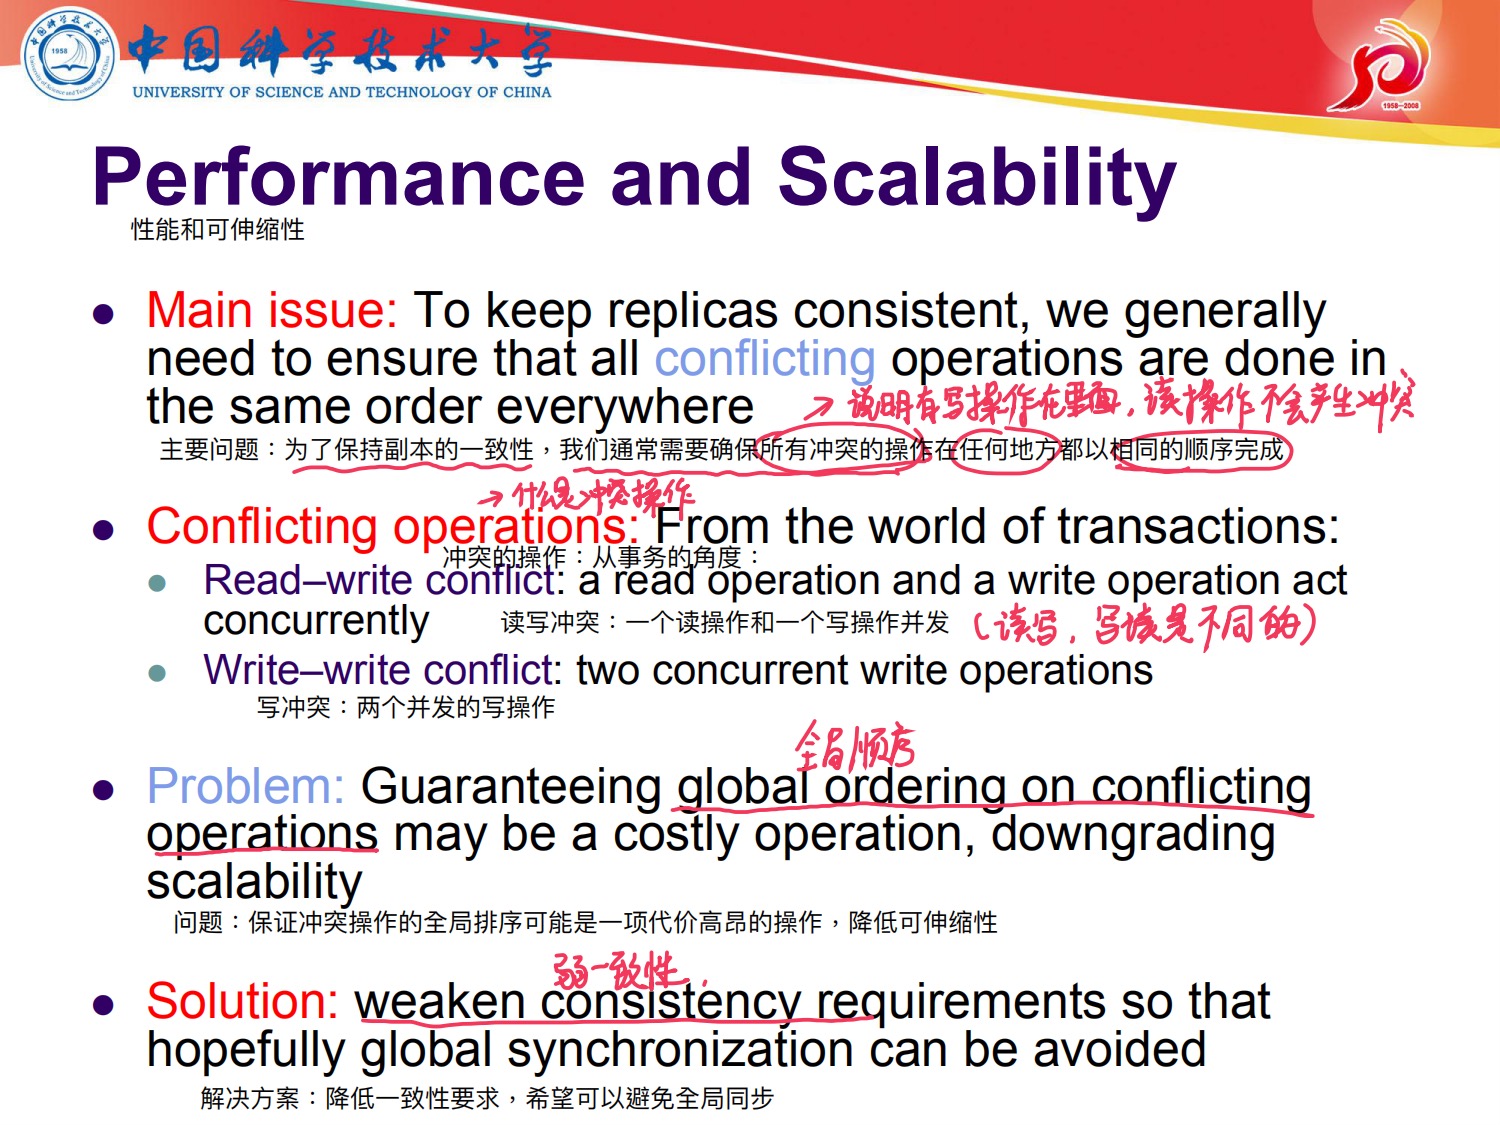 中国科学技术大学
UNIVERSITY OF SCIENCE AND TECHNOLOGY OF CHINA
1958
1958-2008
Performance and Scalability
性能和可伸缩性
Main issue: To keep replicas consistent, we generally
need to ensure that all conflicting operations are done in
the same order everywhere
→ 说明有写操作在里面，读操作不会产生冲突
主要问题：为了保持副本的一致性，我们通常需要确保所有冲突的操作在任何地方都以相同的顺序完成
→ 什么是冲突操作
Conflicting operations: From the world of transactions:
冲突的操作：从事务的角度：
Read–write conflict: a read operation and a write operation act
concurrently
读写冲突：一个读操作和一个写操作并发
（读写，写读是不同的）
Write–write conflict: two concurrent write operations
写冲突：两个并发的写操作
全局顺序
Problem: Guaranteeing global ordering on conflicting
operations may be a costly operation, downgrading
scalability
问题：保证冲突操作的全局排序可能是一项代价高昂的操作，降低可伸缩性
弱一致性.
Solution: weaken consistency requirements so that
hopefully global synchronization can be avoided
解决方案：降低一致性要求，希望可以避免全局同步